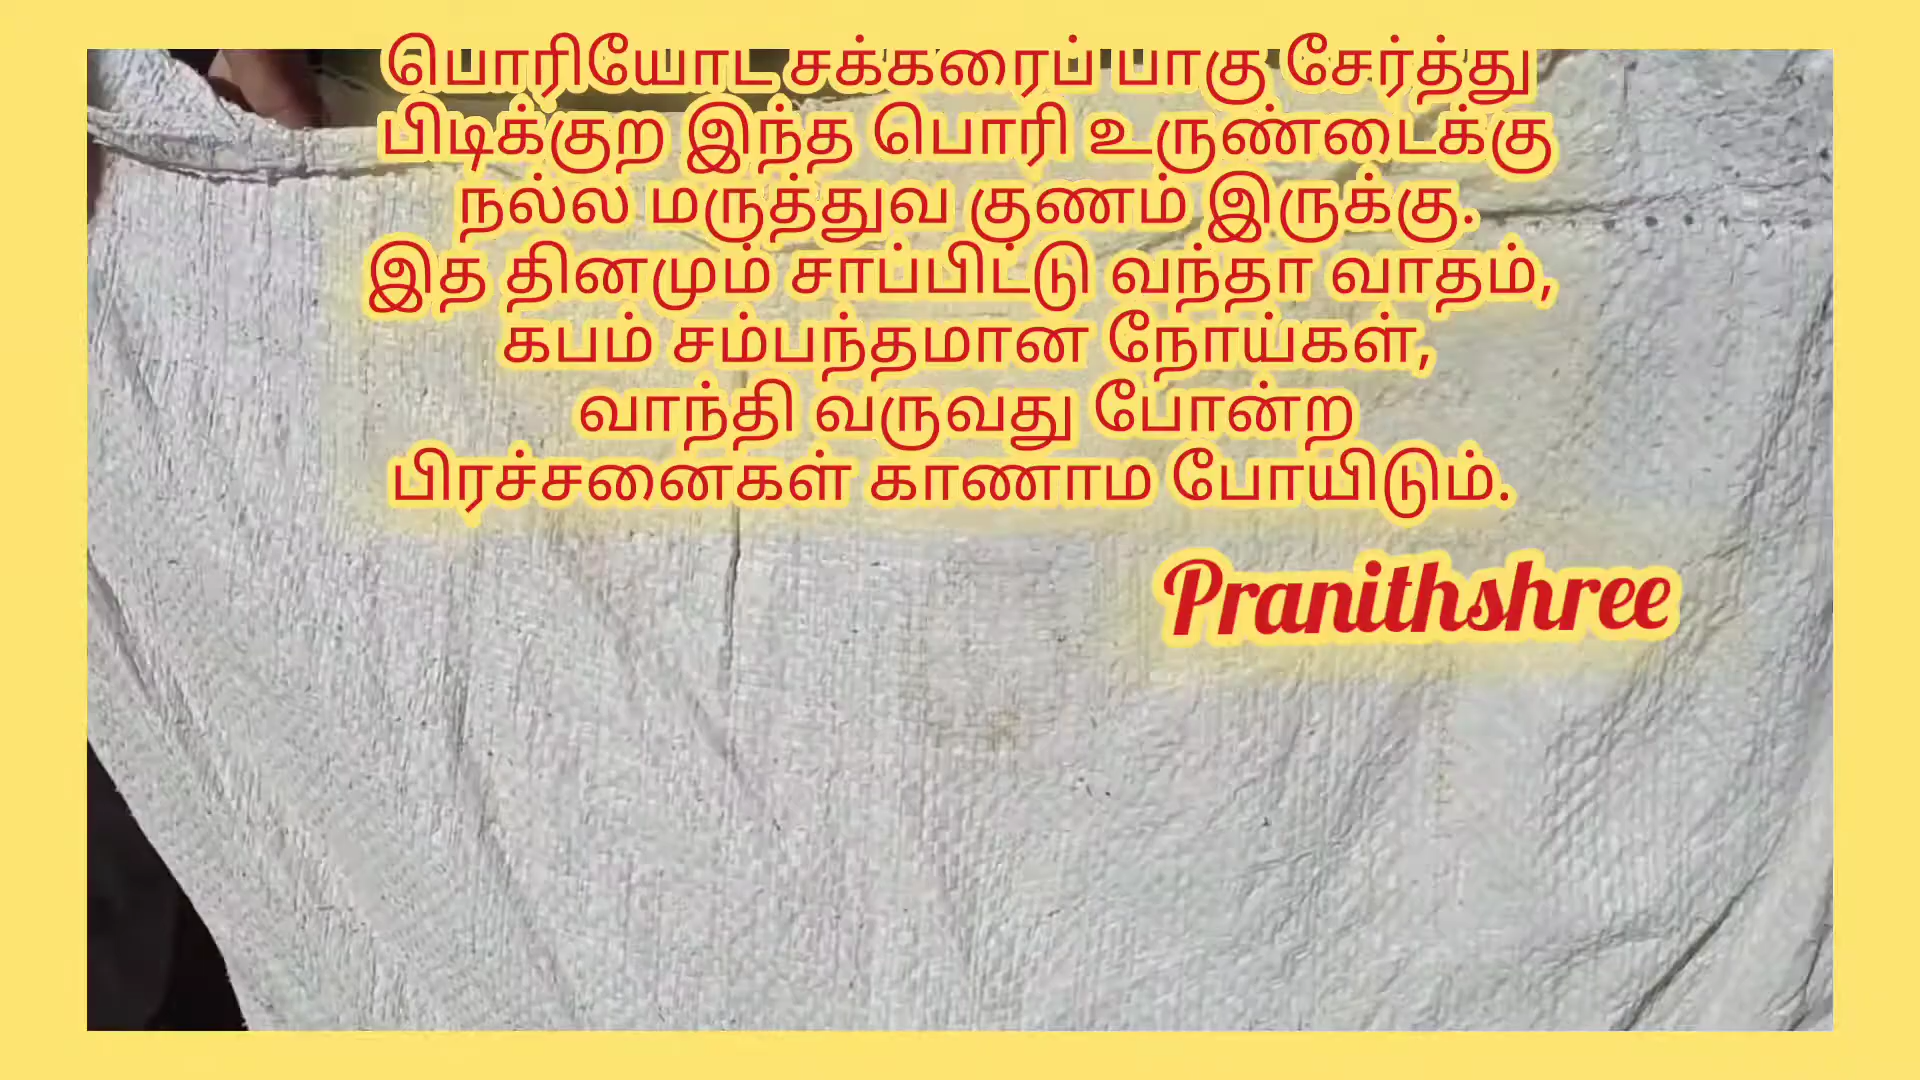 பொரியோட சக்கரைப் பாகு சேர்த்து
பிடிக்குற இந்த பொரி உருண்டைக்கு
நல்ல மருத்துவ குணம் இருக்கு.
இத தினமும் சாப்பிட்டு வந்தா வாதம்,
கபம் சம்பந்தமான நோய்கள்,
வாந்தி வருவது போன்ற
பிரச்சனைகள் காணாம போயிடும்.
Pranithshree